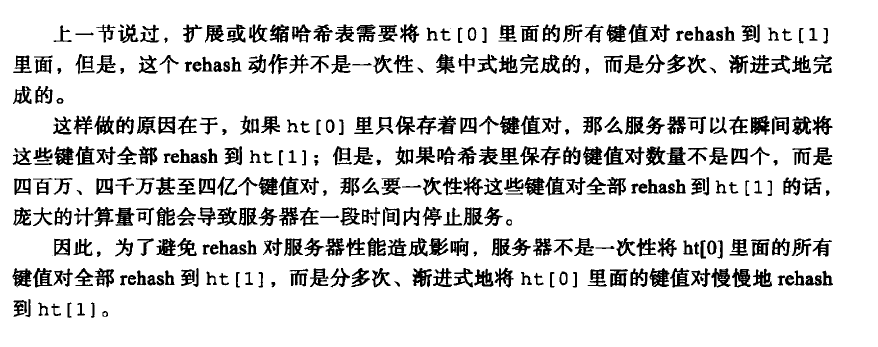 上一节说过，扩展或收缩哈希表需要将 ht[0] 里面的所有键值对 rehash 到 ht[1]
里面，但是，这个 rehash 动作并不是一次性、集中式地完成的，而是分多次、渐进式地完
成的。
这样做的原因在于，如果 ht[0] 里只保存着四个键值对，那么服务器可以在瞬间就将
这些键值对全部 rehash 到 ht[1]；但是，如果哈希表里保存的键值对数量不是四个，而是
四百万、四千万甚至四亿个键值对，那么要一次性将这些键值对全部 rehash 到 ht[1] 的话，
庞大的计算量可能会导致服务器在一段时间内停止服务。
因此，为了避免 rehash 对服务器性能造成影响，服务器不是一次性将 ht[0] 里面的所有
键值对全部 rehash 到 ht[1]，而是分多次、渐进式地将 ht[0] 里面的键值对慢慢地 rehash
到 ht[1]。